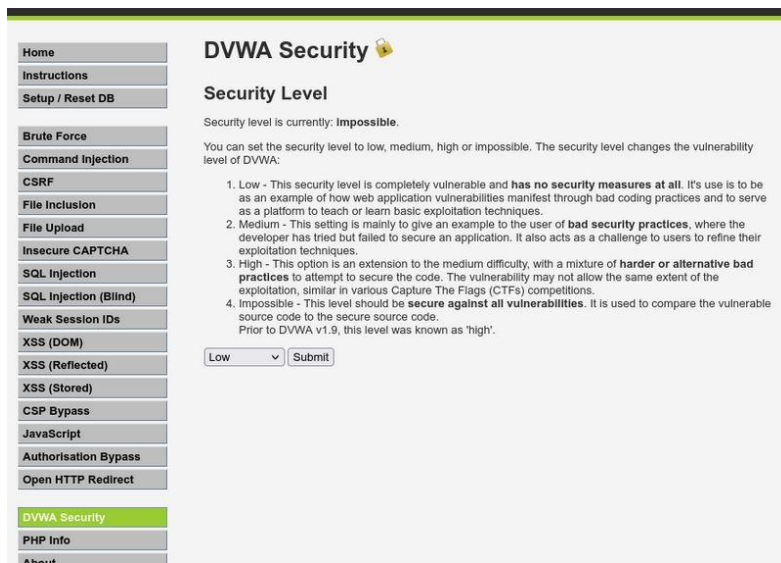 Home
Instructions
Setup / Reset DB
Brute Force
Command Injection
CSRF
File Inclusion
File Upload
Insecure CAPTCHA
SQL Injection
SQL Injection (Blind)
Weak Session IDs
XSS (DOM)
XSS (Reflected)
XSS (Stored)
CSP Bypass
JavaScript
Authorisation Bypass
Open HTTP Redirect
DVWA Security
PHP Info
About
DVWA Security
Security Level
Security level is currently: impossible.
You can set the security level to low, medium, high or impossible. The security level changes the vulnerability
level of DVWA:
1. Low - This security level is completely vulnerable and has no security measures at all. It's use is to be
as an example of how web application vulnerabilities manifest through bad coding practices and to serve
as a platform to teach or learn basic exploitation techniques.
2. Medium - This setting is mainly to give an example to the user of bad security practices, where the
developer has tried but failed to secure an application. It also acts as a challenge to users to refine their
exploitation techniques.
3. High - This option is an extension to the medium difficulty, with a mixture of harder or alternative bad
practices to attempt to secure the code. The vulnerability may not allow the same extent of the
exploitation, similar in various Capture The Flags (CTFs) competitions.
4. Impossible - This level should be secure against all vulnerabilities. It is used to compare the vulnerable
source code to the secure source code.
Prior to DVWA v1.9, this level was known as 'high'.
Low Submit